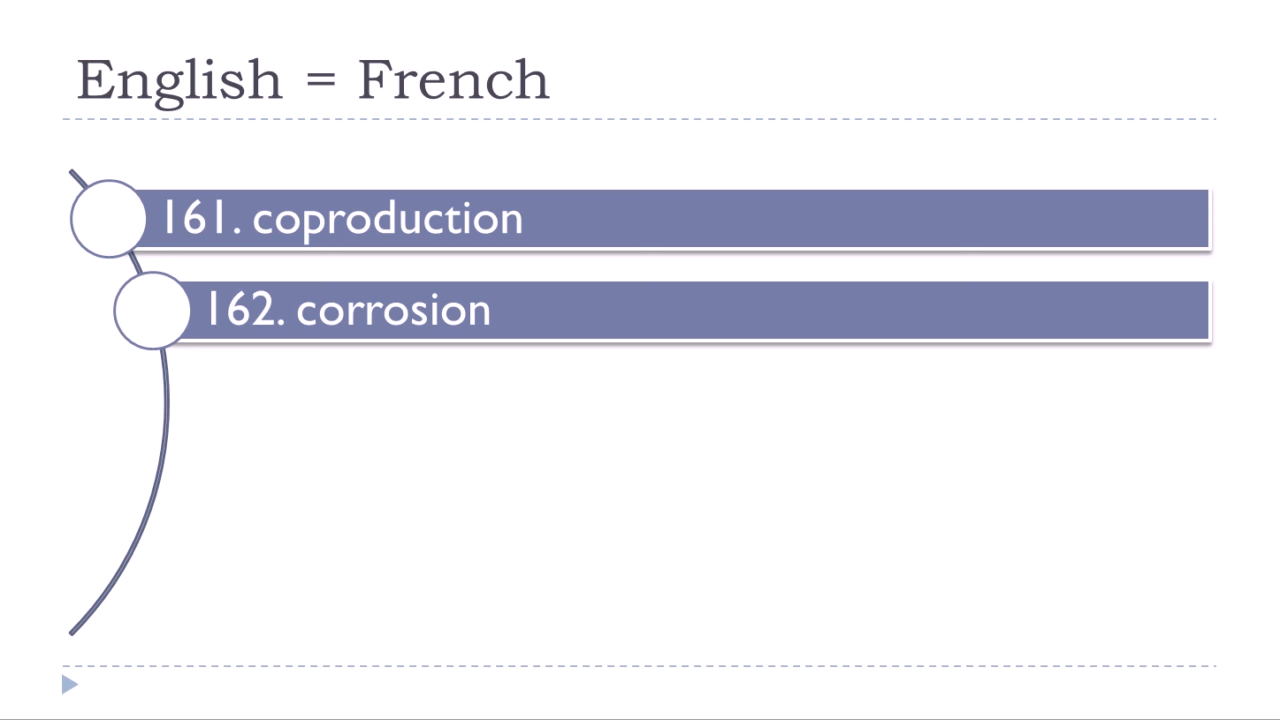 English = French
161. coproduction
162. corrosion